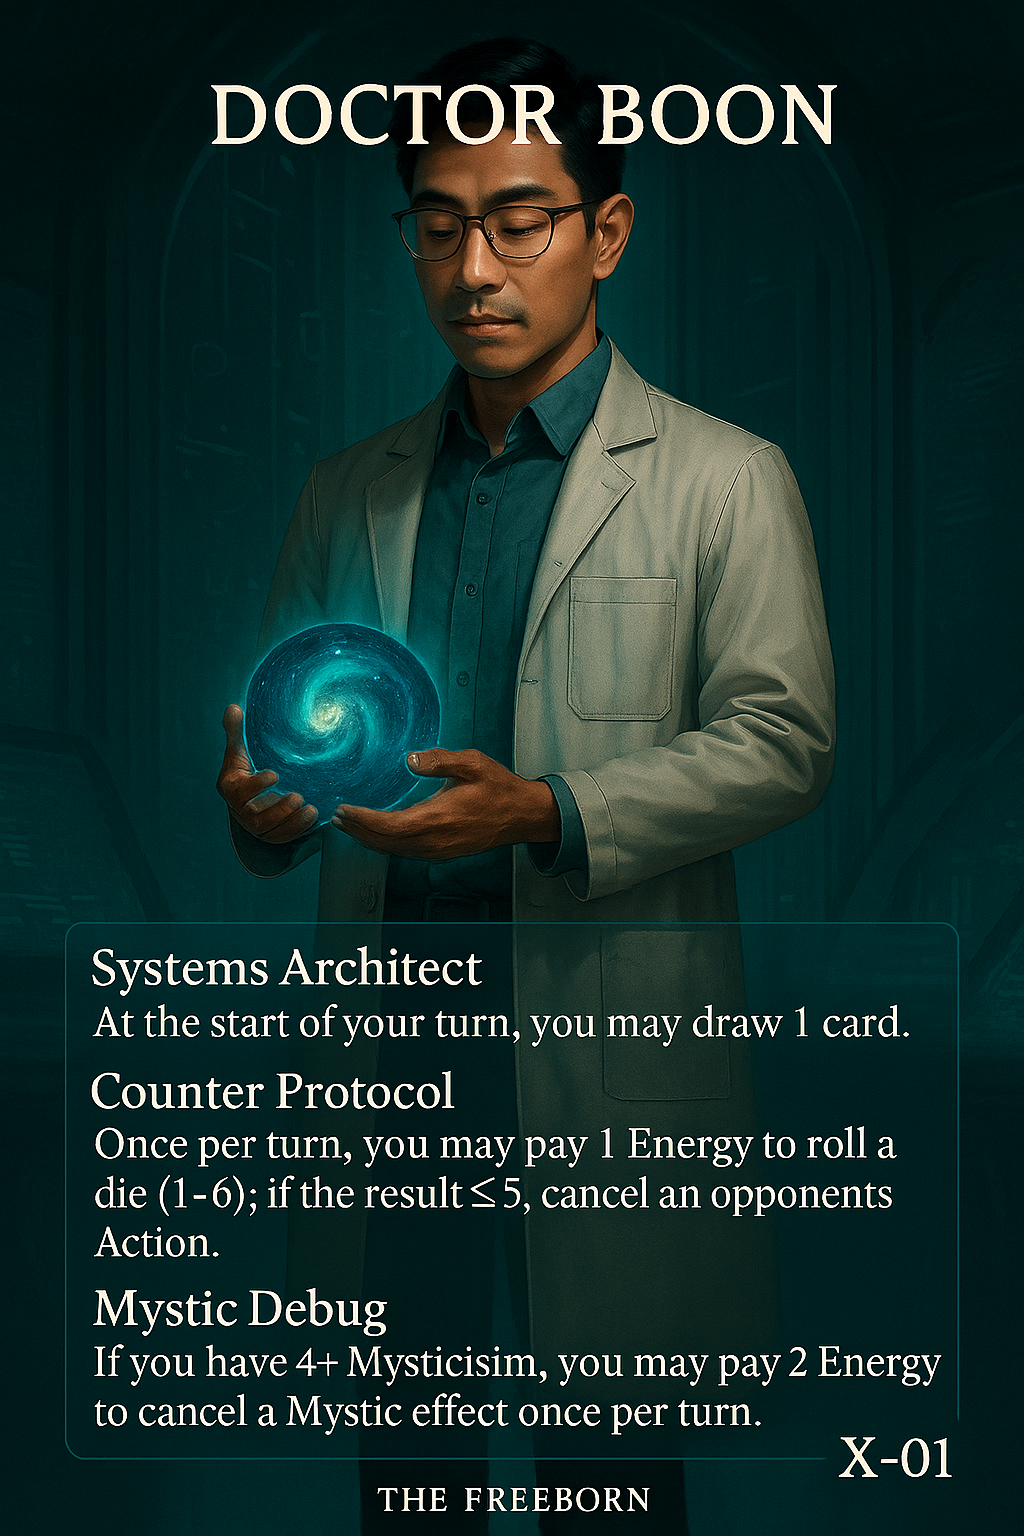 DOCTOR BOON
Systems Architect
At the start of your turn, you may draw 1 card.
Counter Protocol
Once per turn, you may pay 1 Energy to roll a
die (1-6); if the result ≤5, cancel an opponents
Action.
Mystic Debug
If you have 4+ Mysticisim, you may pay 2 Energy
to cancel a Mystic effect once per turn.
X-01
THE FREEBORN